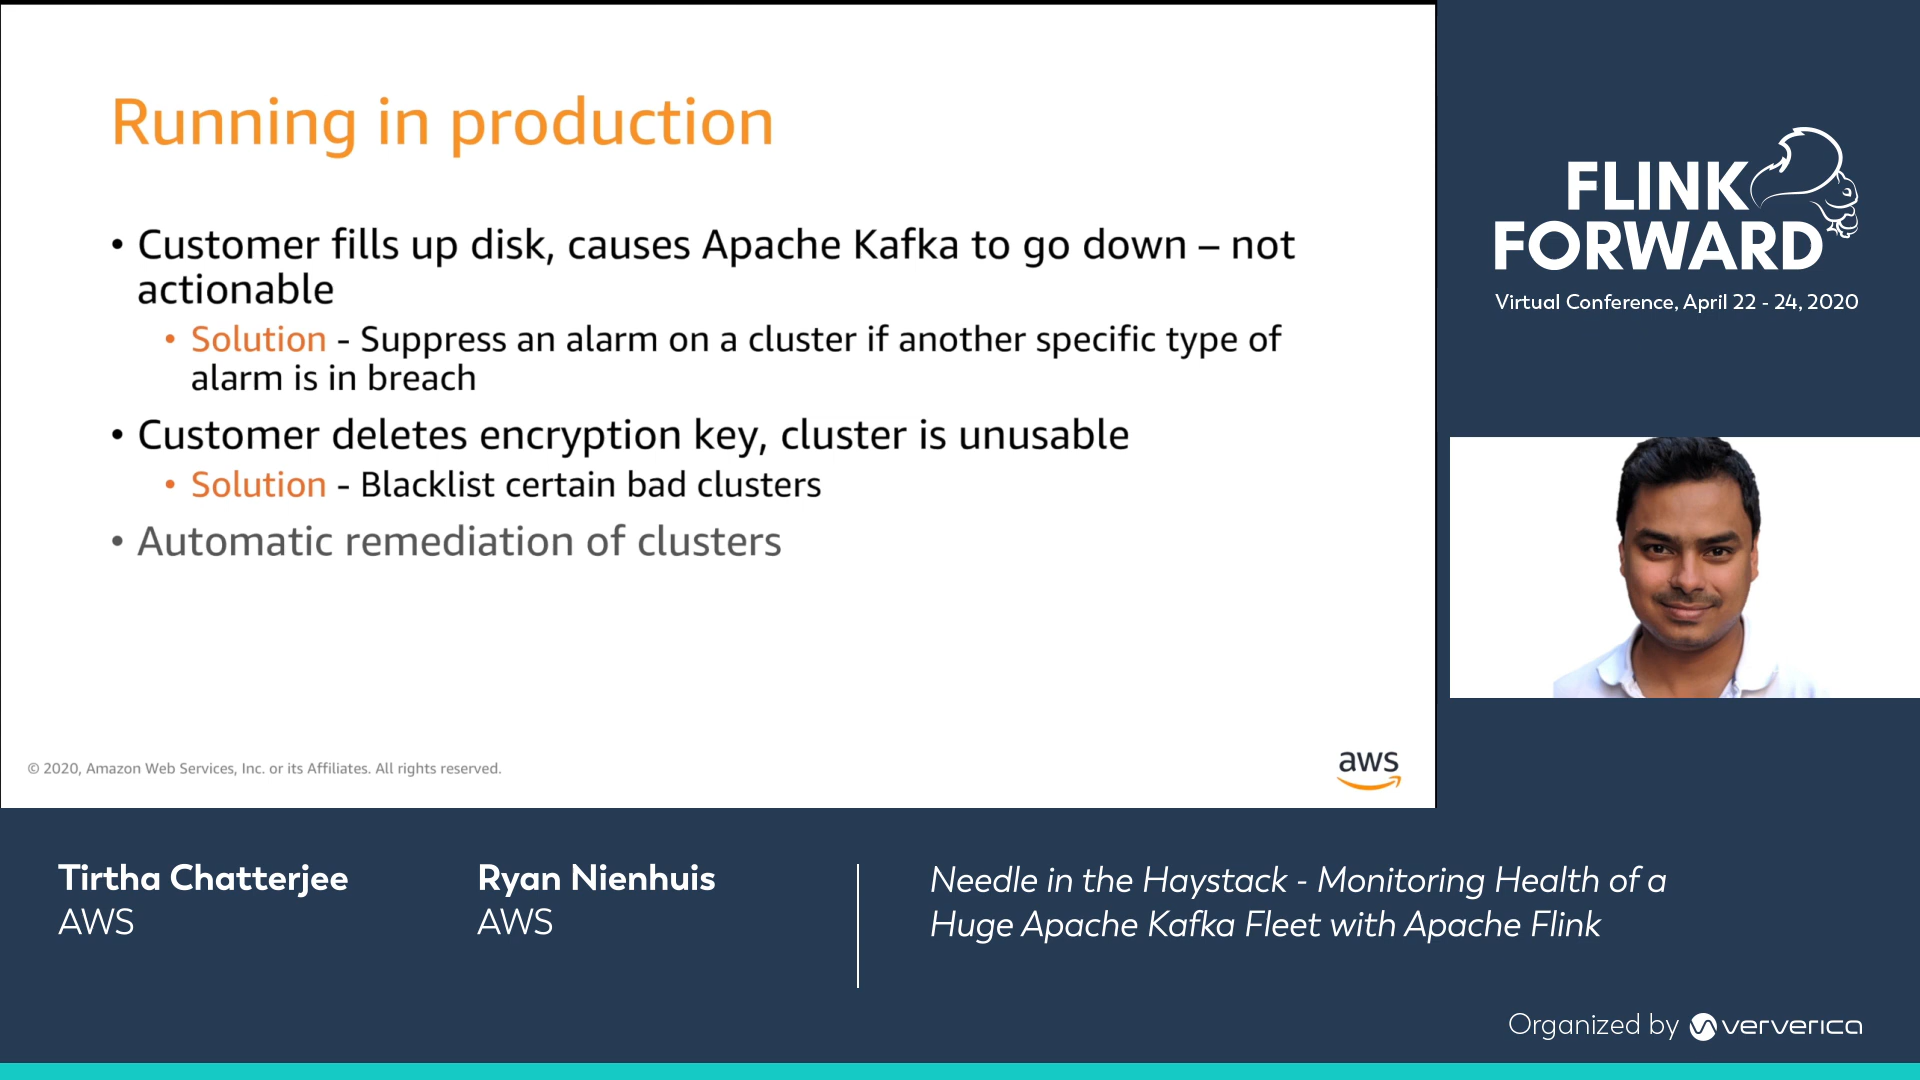 Running in production
• Customer fills up disk, causes Apache Kafka to go down – not
actionable
• Solution - Suppress an alarm on a cluster if another specific type of
alarm is in breach
• Customer deletes encryption key, cluster is unusable
• Solution - Blacklist certain bad clusters
• Automatic remediation of clusters
© 2020, Amazon Web Services, Inc. or its Affiliates. All rights reserved.
aws
FLINK
FORWARD
Virtual Conference, April 22 - 24, 2020
Tirtha Chatterjee
AWS
Ryan Nienhuis
AWS
Needle in the Haystack - Monitoring Health of a
Huge Apache Kafka Fleet with Apache Flink
Organized by ververica